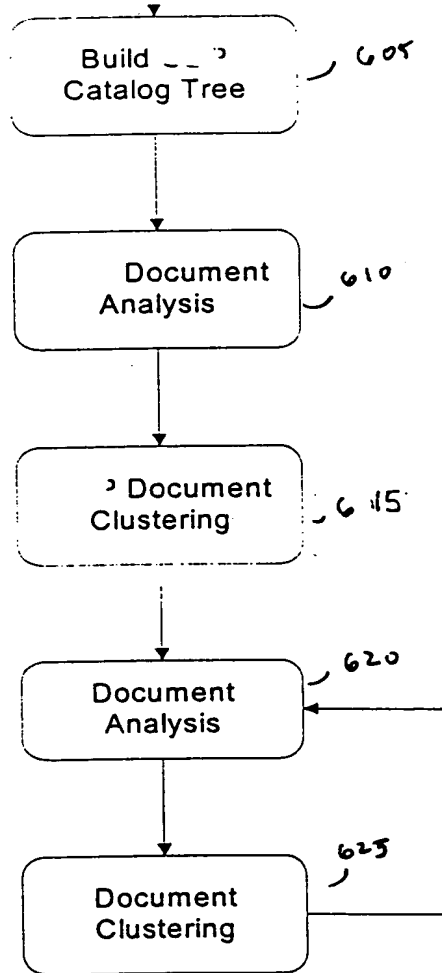 Build
Catalog Tree
605
Document
Analysis
610
Document
Clustering
615
Document
Analysis
620
Document
Clustering
625